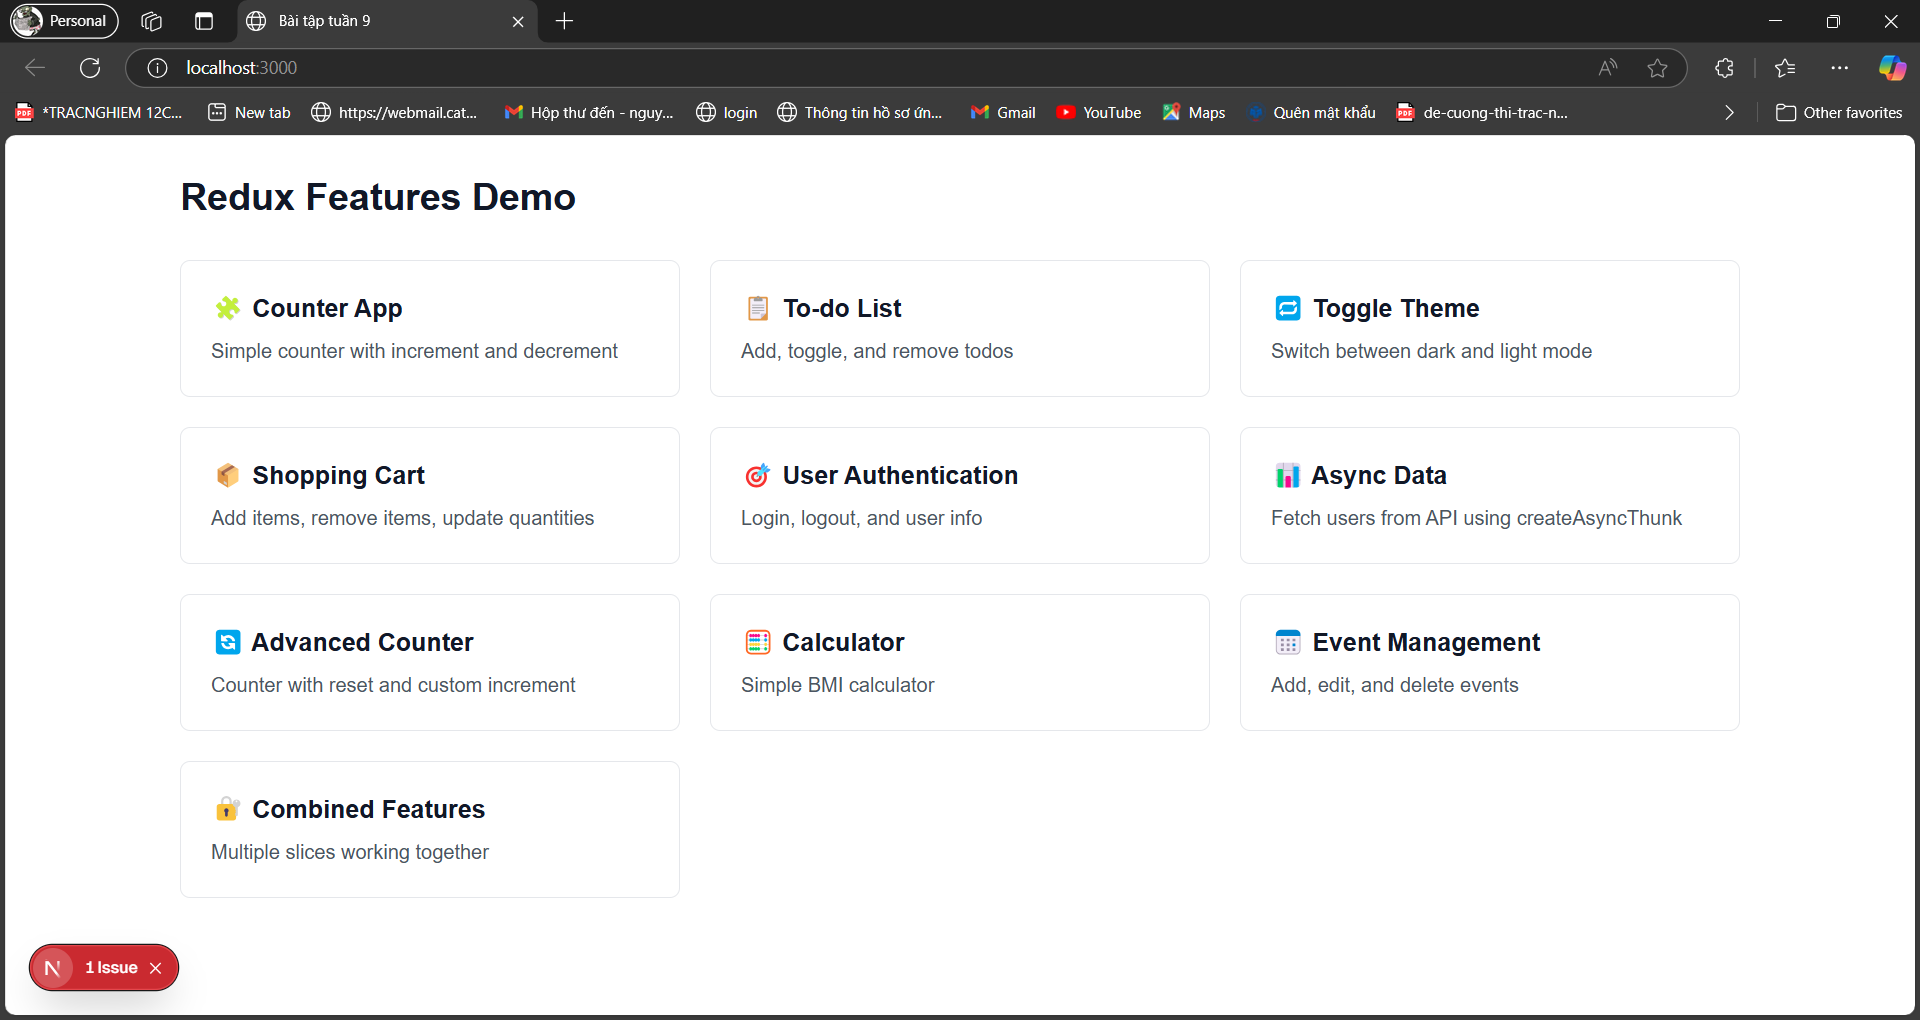 Personal
Bài tập tuần 9
localhost:3000
*TRACNGHIEM 12C...
New tab
https://webmail.cat...
Hộp thư đến - nguy...
login
Thông tin hồ sơ ứn...
Gmail
YouTube
Maps
Quên mật khẩu
de-cuong-thi-trac-n...
Other favorites
Redux Features Demo
Counter App
Simple counter with increment and decrement
To-do List
Add, toggle, and remove todos
Toggle Theme
Switch between dark and light mode
Shopping Cart
Add items, remove items, update quantities
User Authentication
Login, logout, and user info
Async Data
Fetch users from API using createAsyncThunk
Advanced Counter
Counter with reset and custom increment
Calculator
Simple BMI calculator
Event Management
Add, edit, and delete events
Combined Features
Multiple slices working together
N 1 Issue